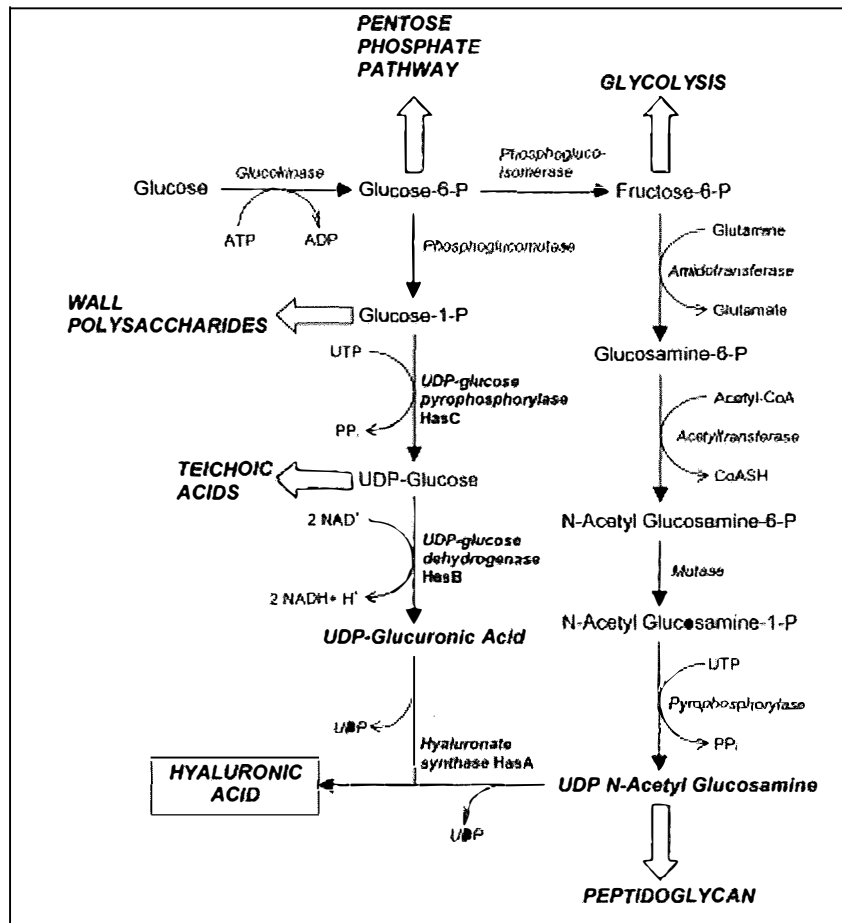 PENTOSE
PHOSPHATE
PATHWAY
GLYCOLYSIS
Glucose
Glucokinase
ATP
ADP
Glucose-6-P
Phosphogluco-
isomerase
Fructose-6-P
Phosphoglucomutase
Glutamine
Amidotransferase
Glutamate
WALL
POLYSACCHARIDES
Glucose-1-P
Glucosamine-6-P
UTP
UDP-glucose
pyrophosphorylase
HasC
PPi
Acetyl-CoA
Acetyltransferase
CoASH
TEICHOIC
ACIDS
UDP-Glucose
N-Acetyl Glucosamine-6-P
2 NAD+
UDP-glucose
dehydrogenase
HasB
2 NADH+ H+
Mutase
UDP-Glucuronic Acid
N-Acetyl Glucosamine-1-P
UTP
Pyrophosphorylase
PPi
UDP
Hyaluronate
synthase HasA
HYALURONIC
ACID
UDP
UDP N-Acetyl Glucosamine
PEPTIDOGLYCAN